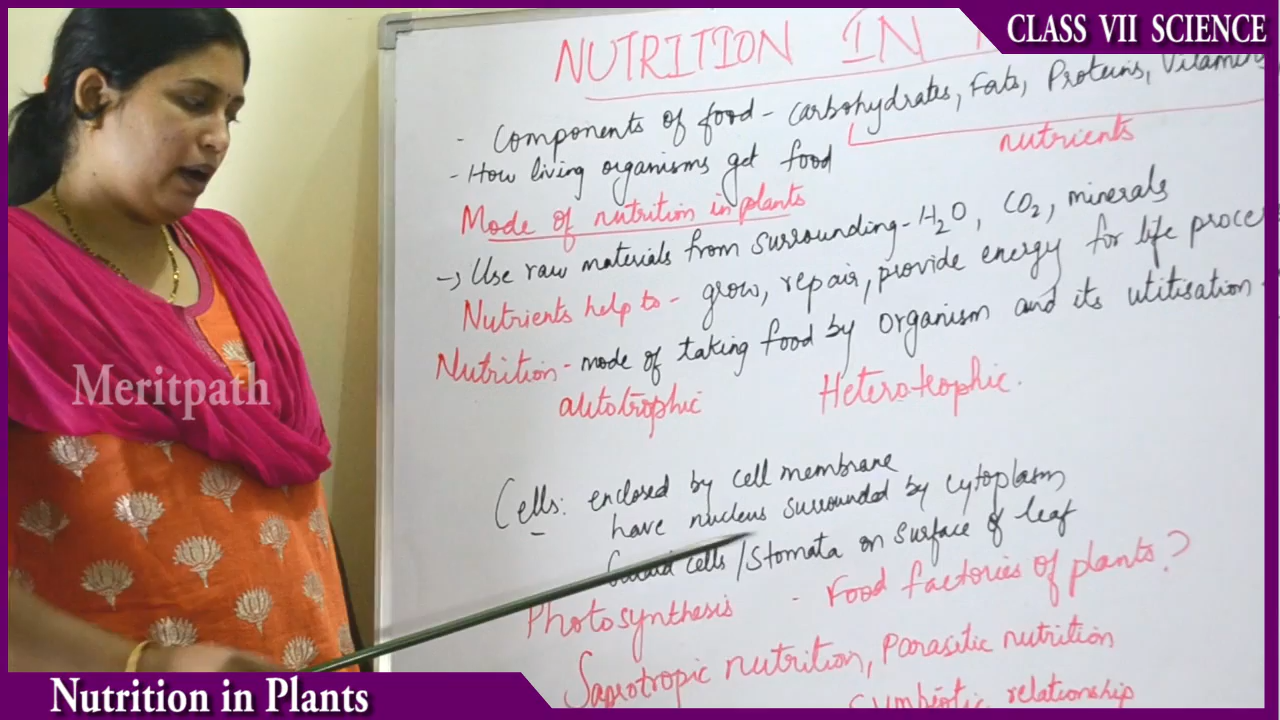 CLASS VII SCIENCE
NUTRITION IN
- Components of food - carbohydrates, Fats, Proteins, Vitamins
nutrients
- How living organisms get food
Mode of nutrition in plants
→ Use raw materials from surrounding - H2O, CO2, minerals
Nutrients help to - grow, repair, provide energy for life proce
Nutrition - mode of taking food by organism and its utitisation.
autotrophic Heterotrophic.
Cells: enclosed by cell membrane
have nucleus surrounded by cytoplasm
cells / Stomata on surface of leaf
Photosynthesis - Food factories of plants?
Saprotropic nutrition, Parasitic nutrition
Symbiotic relationship
Meritpath
Nutrition in Plants